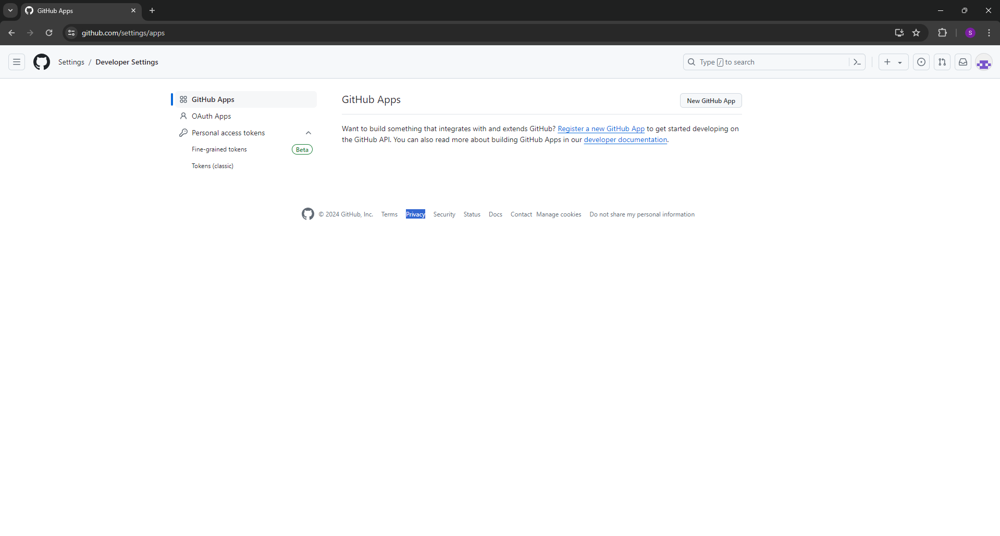 GitHub Apps
github.com/settings/apps
S
Settings / Developer Settings
Type / to search
GitHub Apps
OAuth Apps
Personal access tokens
Fine-grained tokens Beta
Tokens (classic)
GitHub Apps
New GitHub App
Want to build something that integrates with and extends GitHub? Register a new GitHub App to get started developing on
the GitHub API. You can also read more about building GitHub Apps in our developer documentation.
© 2024 GitHub, Inc. Terms Privacy Security Status Docs Contact Manage cookies Do not share my personal information